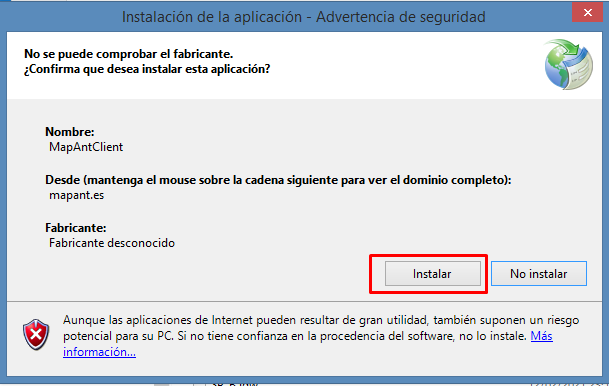 Instalación de la aplicación - Advertencia de seguridad
No se puede comprobar el fabricante.
¿Confirma que desea instalar esta aplicación?
Nombre:
MapAntClient
Desde (mantenga el mouse sobre la cadena siguiente para ver el dominio completo):
mapant.es
Fabricante:
Fabricante desconocido
Instalar
No instalar
Aunque las aplicaciones de Internet pueden resultar de gran utilidad, también suponen un riesgo
potencial para su PC. Si no tiene confianza en la procedencia del software, no lo instale. Más
información...